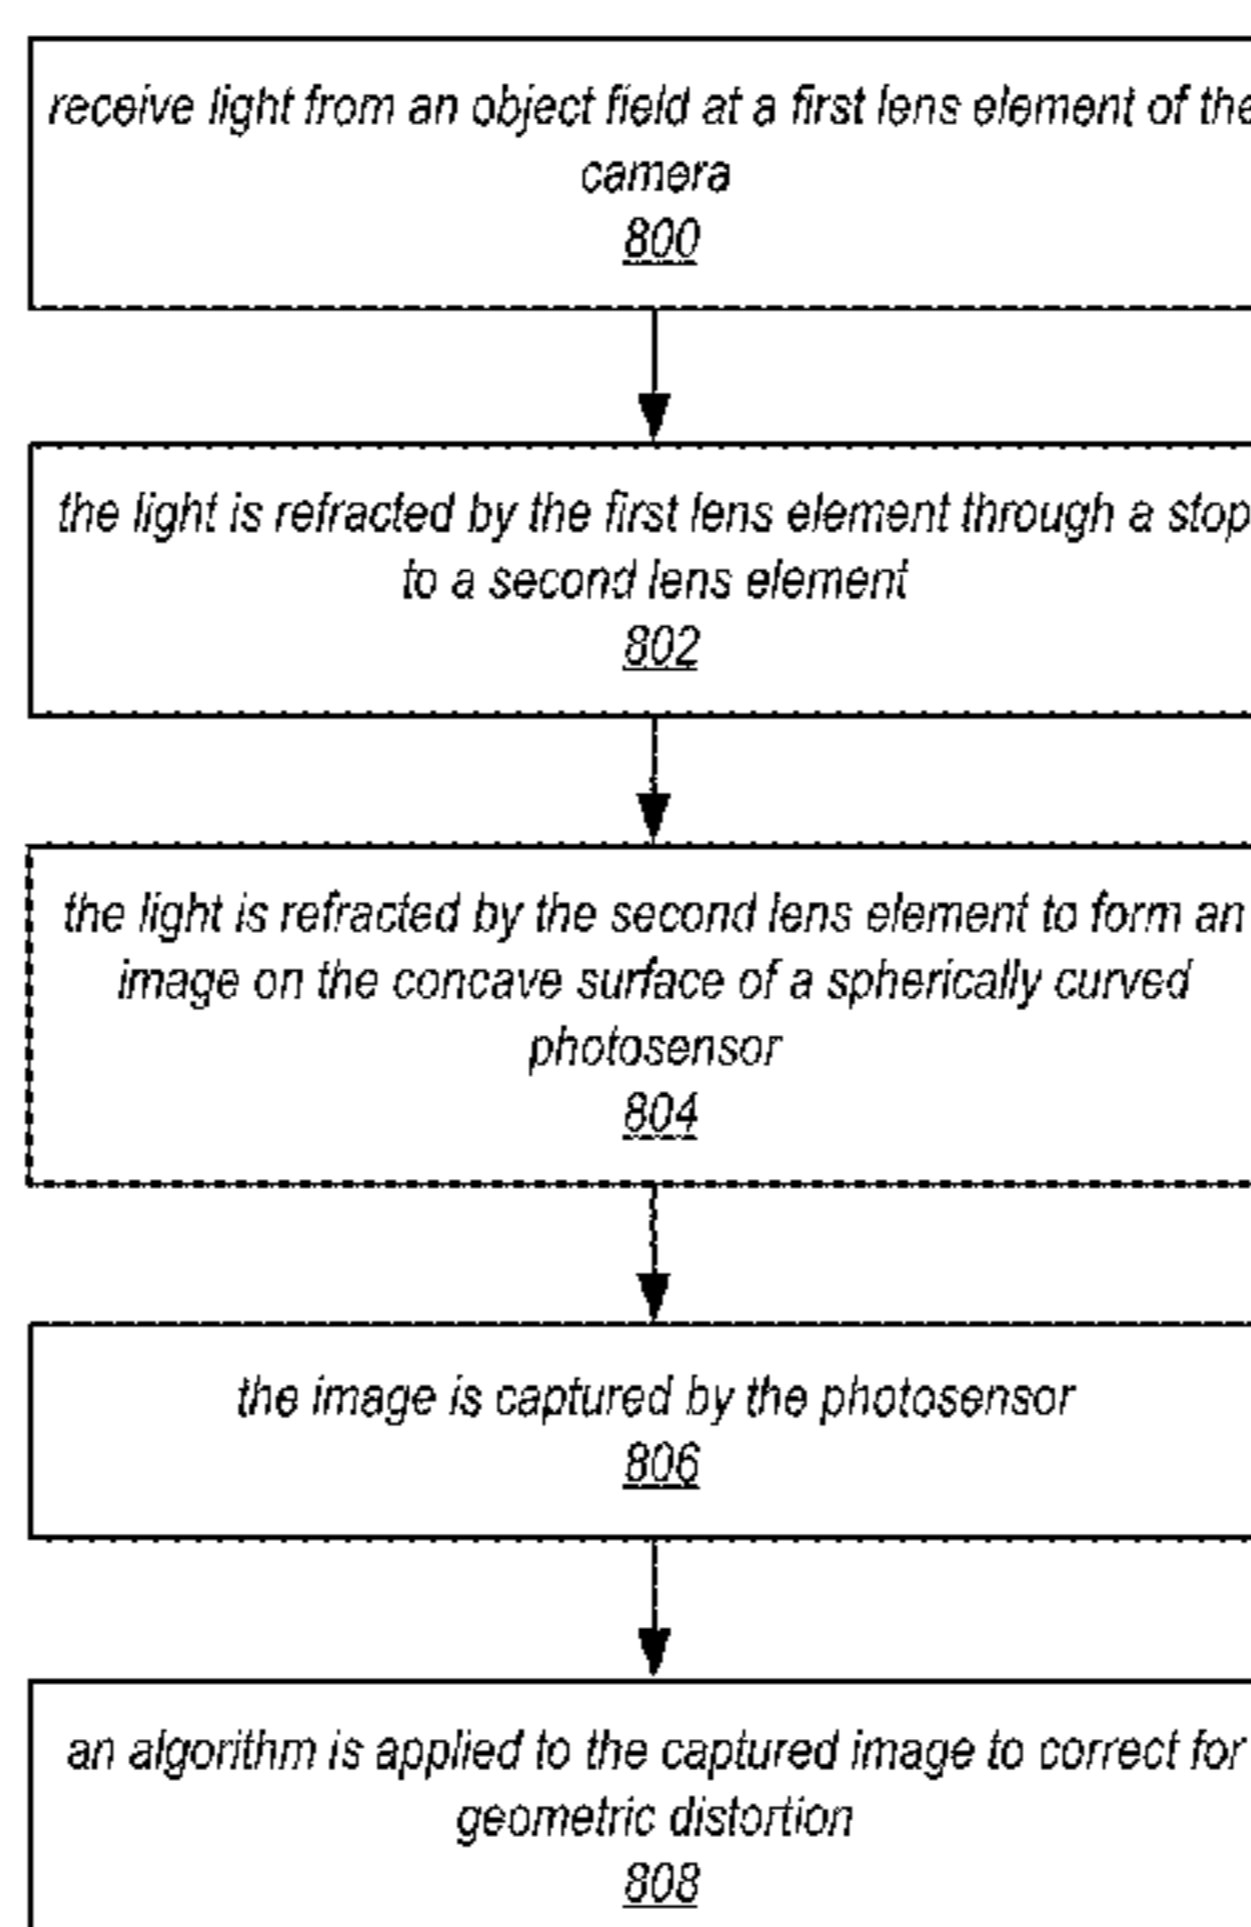 receive light from an object field at a first lens element of the
camera
800
the light is refracted by the first lens element through a stop
to a second lens element
802
the light is refracted by the second lens element to form an
image on the concave surface of a spherically curved
photosensor
804
the image is captured by the photosensor
806
an algorithm is applied to the captured image to correct for
geometric distortion
808